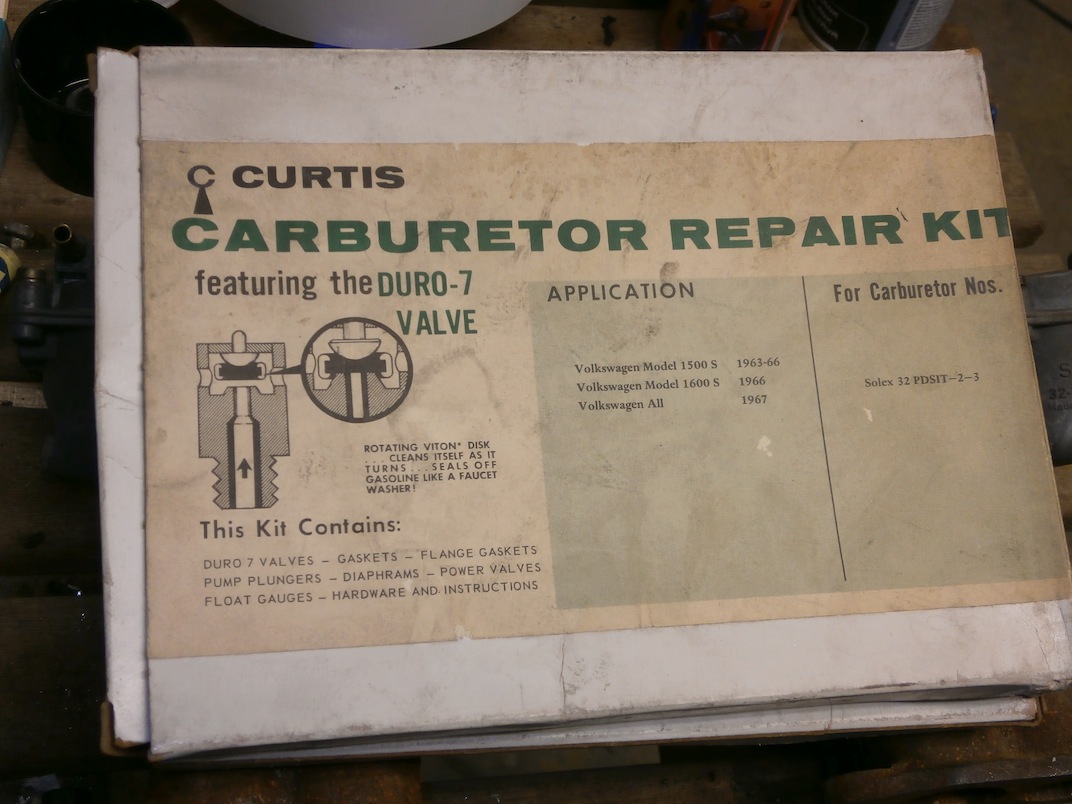 C CURTIS
CARBURETOR REPAIR KIT
featuring the DURO-7
VALVE
ROTATING VITON* DISK
. . . CLEANS ITSELF AS IT
TURNS . . . SEALS OFF
GASOLINE LIKE A FAUCET
WASHER!
This Kit Contains:
DURO 7 VALVES – GASKETS – FLANGE GASKETS
PUMP PLUNGERS – DIAPHRAMS – POWER VALVES
FLOAT GAUGES – HARDWARE AND INSTRUCTIONS
APPLICATION
Volkswagen Model 1500 S 1963-66
Volkswagen Model 1600 S 1966
Volkswagen All 1967
For Carburetor Nos.
Solex 32 PDSIT—2—3